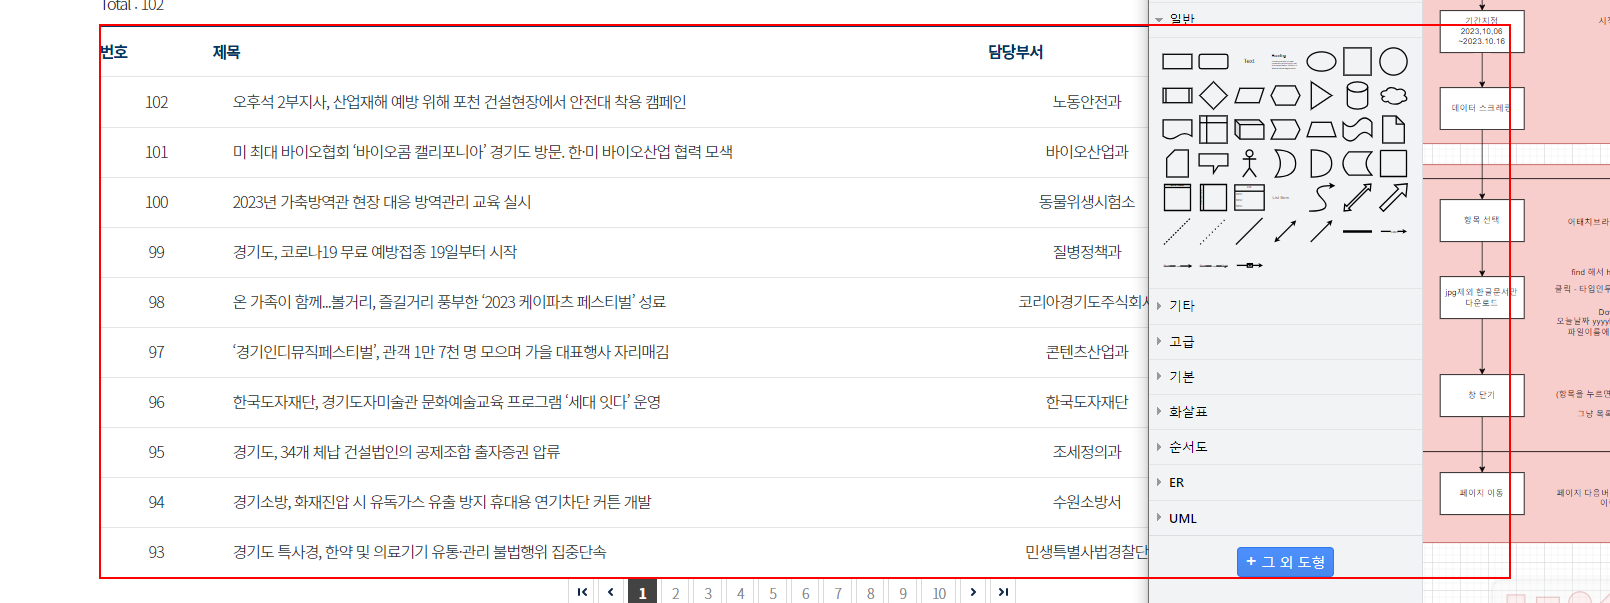 Total : 102
번호 제목 담당부서
102 오후석 2부지사, 산업재해 예방 위해 포천 건설현장에서 안전대 착용 캠페인 노동안전과
101 미 최대 바이오협회 ‘바이오콤 캘리포니아’ 경기도 방문. 한·미 바이오산업 협력 모색 바이오산업과
100 2023년 가축방역관 현장 대응 방역관리 교육 실시 동물위생시험소
99 경기도, 코로나19 무료 예방접종 19일부터 시작 질병정책과
98 온 가족이 함께...볼거리, 즐길거리 풍부한 ‘2023 케이파츠 페스티벌’ 성료 코리아경기도주식회사
97 ‘경기인디뮤직페스티벌’, 관객 1만 7천 명 모으며 가을 대표행사 자리매김 콘텐츠산업과
96 한국도자재단, 경기도자미술관 문화예술교육 프로그램 ‘세대 잇다’ 운영 한국도자재단
95 경기도, 34개 체납 건설법인의 공제조합 출자증권 압류 조세정의과
94 경기소방, 화재진압 시 유독가스 유출 방지 휴대용 연기차단 커튼 개발 수원소방서
93 경기도 특사경, 한약 및 의료기기 유통·관리 불법행위 집중단속 민생특별사법경찰단
1 2 3 4 5 6 7 8 9 10
일반
Text
Heading
List Item
기타
고급
기본
화살표
순서도
ER
UML
+ 그 외 도형
기간지정
2023.10.06
~2023.10.16
시작
데이터 스크래핑
항목 선택
어태치브라
find 해서 h
jpg제외 한글문서만
다운로드
클릭 - 타입인투
Do
오늘날짜 yyyy
파일이름에
창 닫기
(항목을 누르면
그냥 목록
페이지 이동
페이지 다음버
이